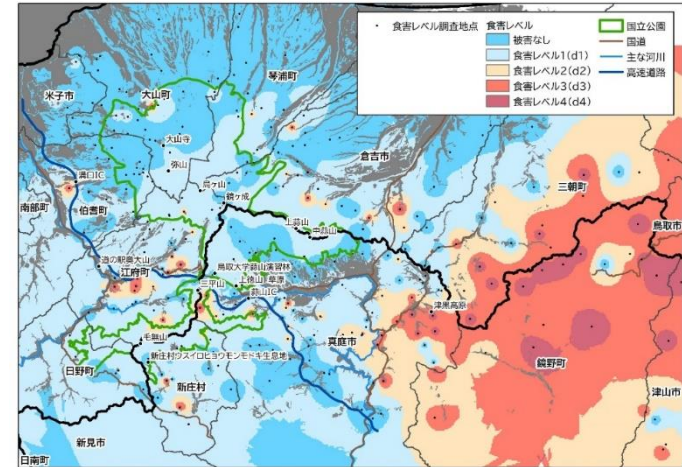 食害レベル調査地点
食害レベル
被害なし
食害レベル1(d1)
食害レベル2(d2)
食害レベル3(d3)
食害レベル4(d4)
国立公園
国道
主な河川
高速道路
琴浦町
大山町
米子市
大山寺
倉吉市
弥山
溝口IC
烏ヶ山
三朝町
鏡ヶ成
南部町
伯耆町
上蒜山
中蒜山
鳥取市
道の駅奥大山
江府町
鳥取大学蒜山演習林
三平山
上徳山 草原
蒜山IC
津黒高原
毛無山
真庭市
新庄村ウスイロヒョウモンモドキ生息地
鏡野町
日野町
新庄村
津山市
新見市
日南町